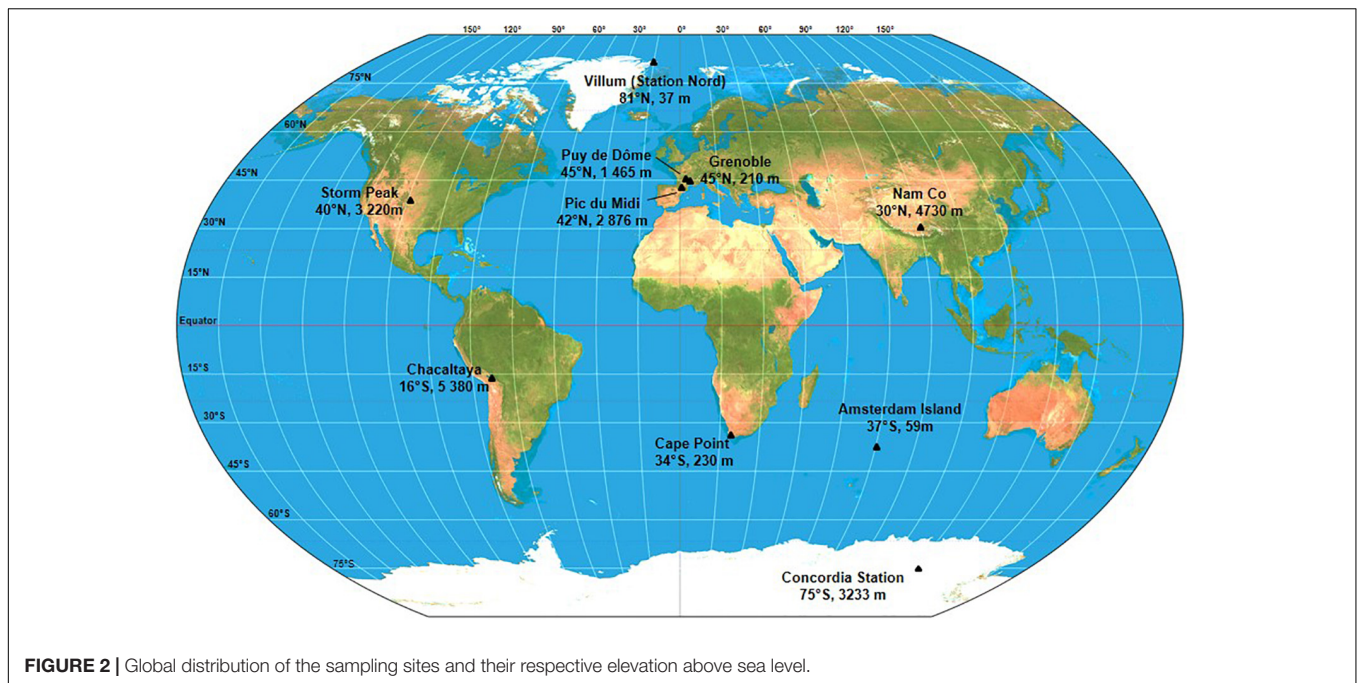 150° 120° 90° 60° 30° 0° 30° 60° 90° 120° 150°
75°N
Villum (Station Nord)
81°N, 37 m
60°N
Puy de Dôme
45°N, 1 465 m
Grenoble
45°N, 210 m
45°N
Storm Peak
40°N, 3 220m
Pic du Midi
42°N, 2 876 m
Nam Co
30°N, 4730 m
30°N
15°N
Equator
Chacaltaya
16°S, 5 380 m
15°S
30°S
Amsterdam Island
37°S, 59m
Cape Point
34°S, 230 m
45°S
60°S
75°S
Concordia Station
75°S, 3233 m
FIGURE 2 | Global distribution of the sampling sites and their respective elevation above sea level.